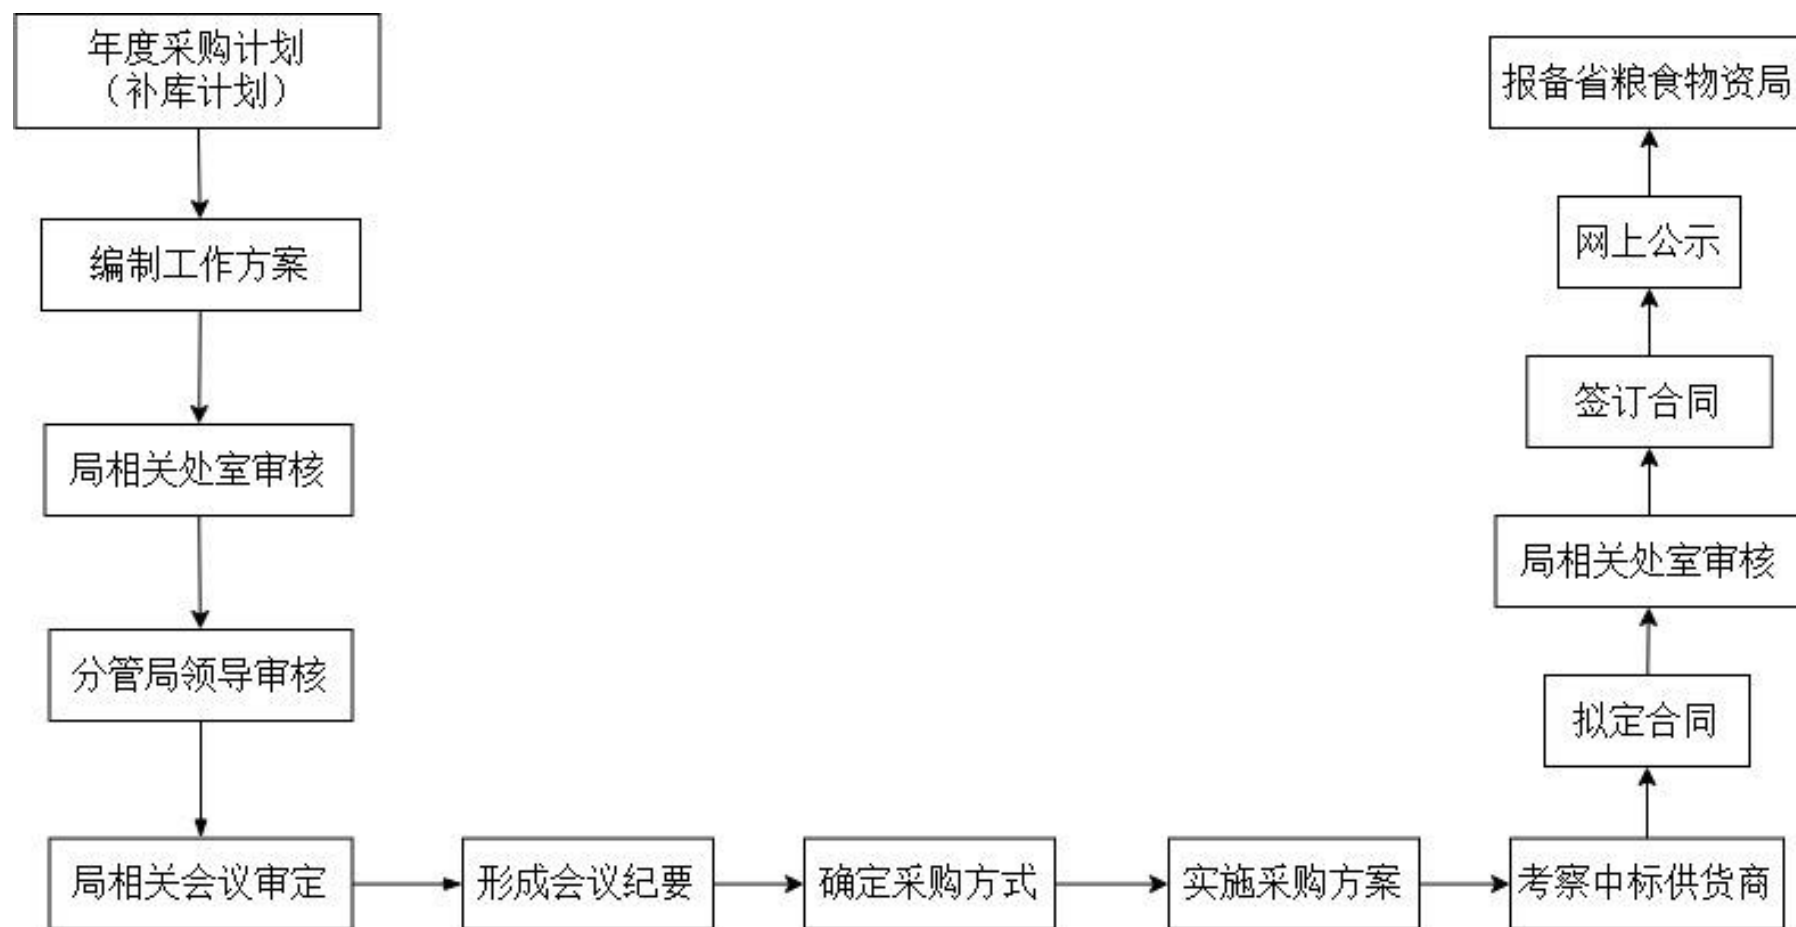 年度采购计划
（补库计划）
编制工作方案
局相关处室审核
分管局领导审核
局相关会议审定
形成会议纪要
确定采购方式
实施采购方案
考察中标供货商
拟定合同
局相关处室审核
签订合同
网上公示
报备省粮食物资局